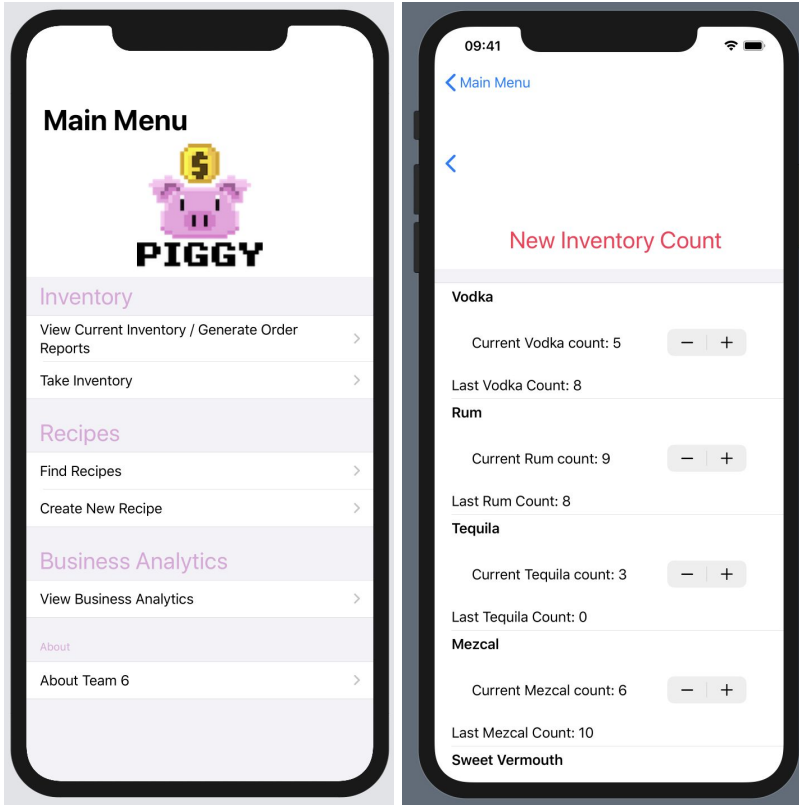 Main Menu
$
PIGGY
Inventory
View Current Inventory / Generate Order
Reports
Take Inventory
Recipes
Find Recipes
Create New Recipe
Business Analytics
View Business Analytics
About
About Team 6
09:41
Main Menu
New Inventory Count
Vodka
Current Vodka count: 5
Last Vodka Count: 8
Rum
Current Rum count: 9
Last Rum Count: 8
Tequila
Current Tequila count: 3
Last Tequila Count: 0
Mezcal
Current Mezcal count: 6
Last Mezcal Count: 10
Sweet Vermouth